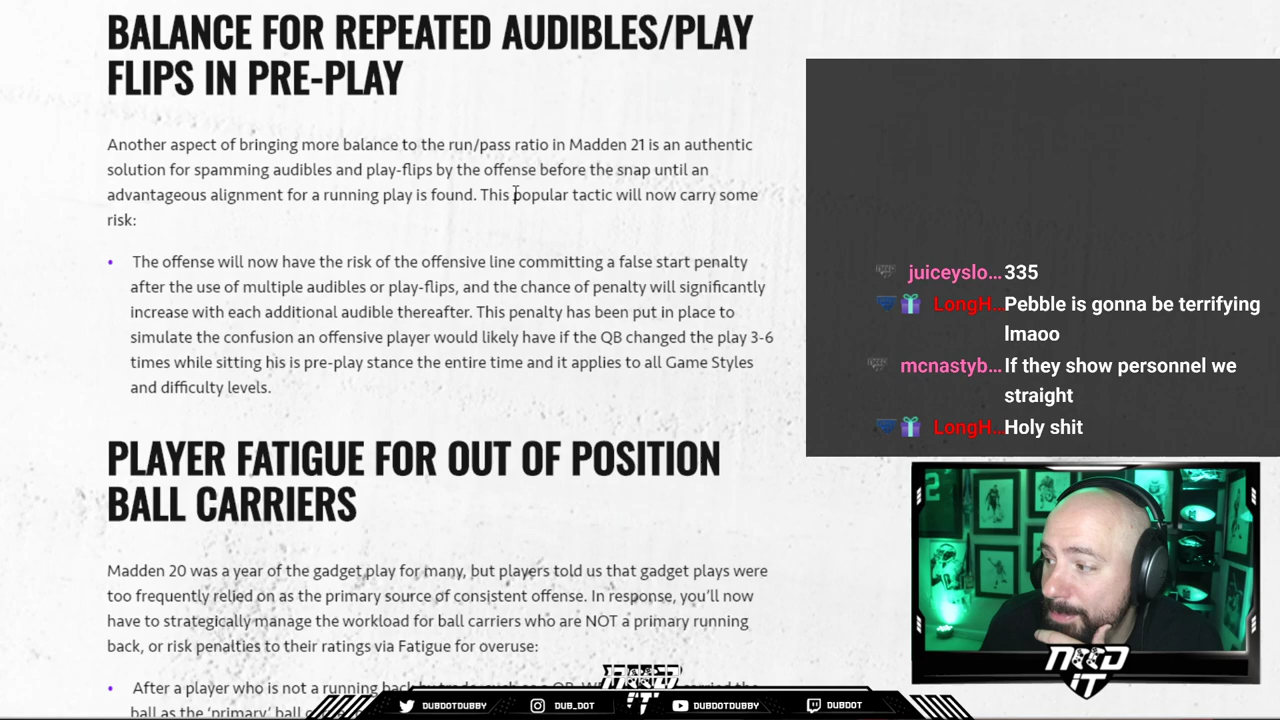 BALANCE FOR REPEATED AUDIBLES/PLAY
FLIPS IN PRE-PLAY
Another aspect of bringing more balance to the run/pass ratio in Madden 21 is an authentic
solution for spamming audibles and play-flips by the offense before the snap until an
advantageous alignment for a running play is found. This popular tactic will now carry some
risk:
• The offense will now have the risk of the offensive line committing a false start penalty
after the use of multiple audibles or play-flips, and the chance of penalty will significantly
increase with each additional audible thereafter. This penalty has been put in place to
simulate the confusion an offensive player would likely have if the QB changed the play 3-6
times while sitting his is pre-play stance the entire time and it applies to all Game Styles
and difficulty levels.
PLAYER FATIGUE FOR OUT OF POSITION
BALL CARRIERS
Madden 20 was a year of the gadget play for many, but players told us that gadget plays were
too frequently relied on as the primary source of consistent offense. In response, you'll now
have to strategically manage the workload for ball carriers who are NOT a primary running
back, or risk penalties to their ratings via Fatigue for overuse:
• After a player who is not a running back
ball as the 'primary' ball
juiceyslo... 335
LongH... Pebble is gonna be terrifying
lmaoo
mcnastyb... If they show personnel we
straight
LongH... Holy shit
NEED
IT
DUBDOTDUBBY
DUB_DOT
DUBDOTDUBBY
DUBDOT